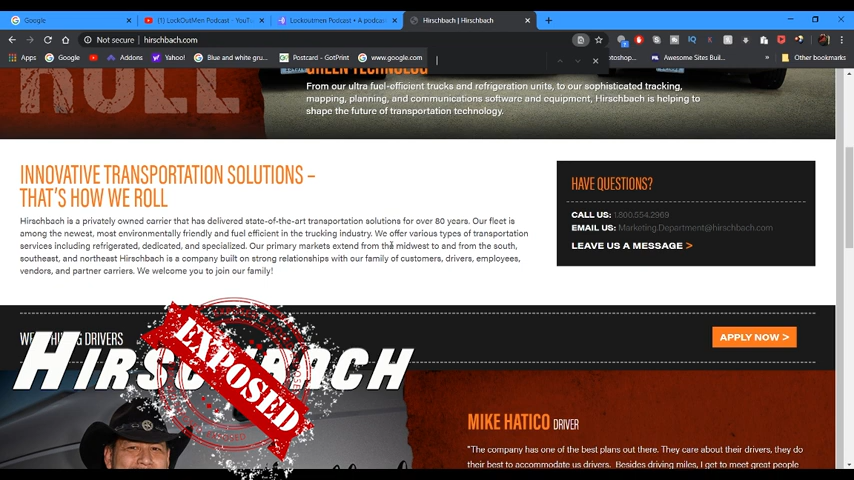 Google
(1) LockOutMen Podcast - YouT
Lockoutmen Podcast • A podcas
Hirschbach | Hirschbach
Not secure | hirschbach.com
Apps
Google
Addons
Yahoo!
Blue and white gru...
Postcard - GotPrint
www.google.com
otoshop...
Awesome Sites Buil...
Other bookmarks
ROLL
GREEN TECHNOLOG
From our ultra fuel-efficient trucks and refrigeration units, to our sophisticated tracking,
mapping, planning, and communications software and equipment, Hirschbach is helping to
shape the future of transportation technology.
INNOVATIVE TRANSPORTATION SOLUTIONS –
THAT'S HOW WE ROLL
Hirschbach is a privately owned carrier that has delivered state-of-the-art transportation solutions for over 80 years. Our fleet is
among the newest, most environmentally friendly and fuel efficient in the trucking industry. We offer various types of transportation
services including refrigerated, dedicated, and specialized. Our primary markets extend from the midwest to and from the south,
southeast, and northeast Hirschbach is a company built on strong relationships with our family of customers, drivers, employees,
vendors, and partner carriers. We welcome you to join our family!
HAVE QUESTIONS?
CALL US: 1.800.554.2969
EMAIL US: Marketing.Department@hirschbach.com
LEAVE US A MESSAGE >
DRIVERS
APPLY NOW >
HIRSCHBACH
EXPOSED
MIKE HATICO DRIVER
"The company has one of the best plans out there. They care about their drivers, they do
their best to accommodate us drivers. Besides driving miles, I get to meet great people